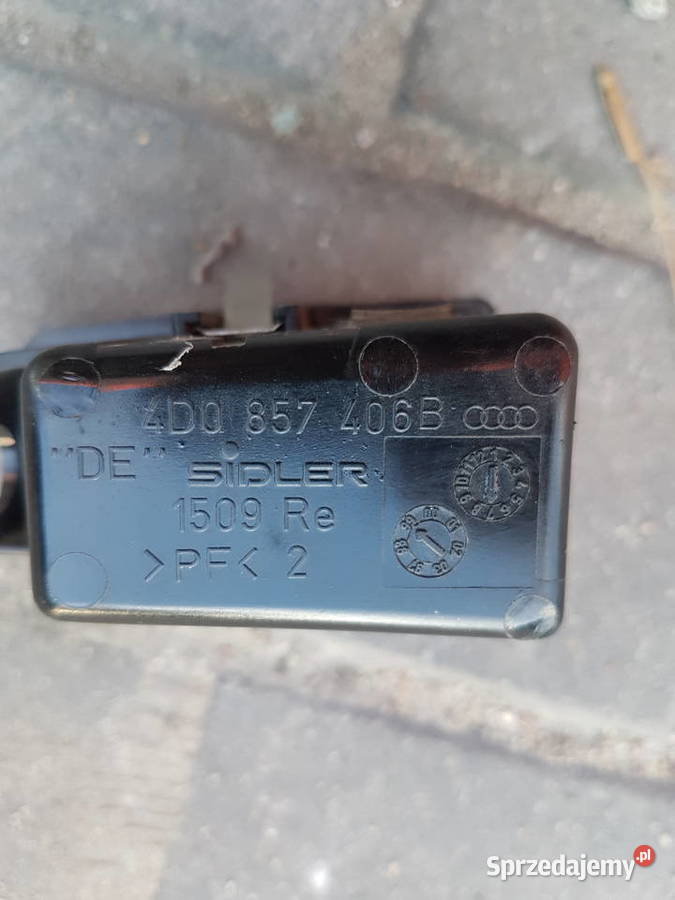 4D0 857 406B
"DE" SIDLER
1509 Re
>PF< 2
Sprzedajemy.pl